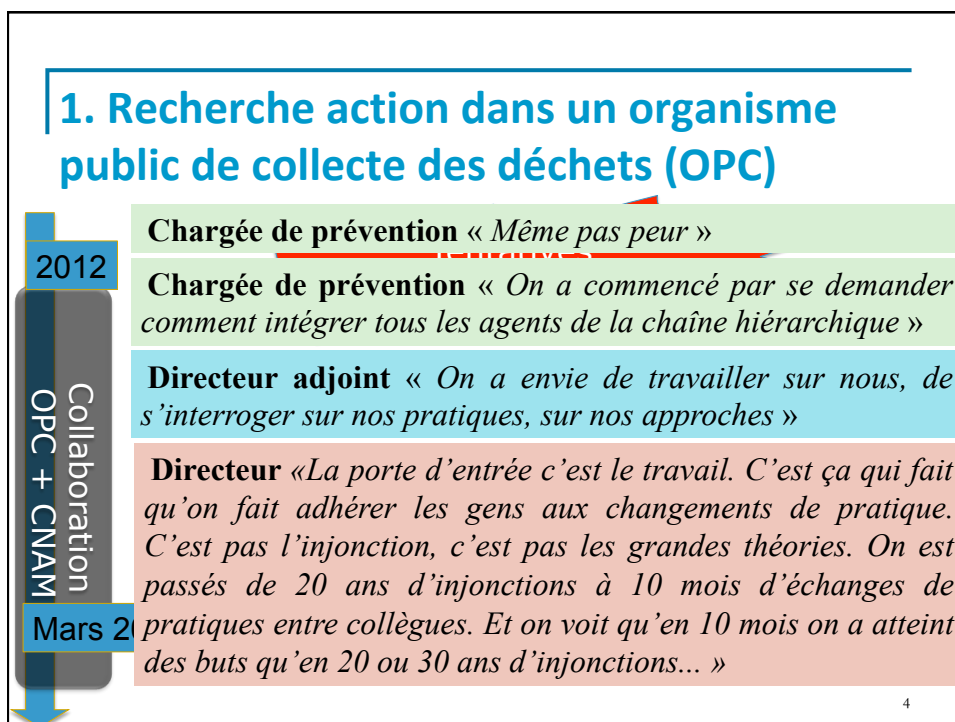 1. Recherche action dans un organisme
public de collecte des déchets (OPC)
2012
Collaboration
OPC + CNAM
Mars 20
Chargée de prévention « Même pas peur »
Chargée de prévention « On a commencé par se demander
comment intégrer tous les agents de la chaîne hiérarchique »
Directeur adjoint « On a envie de travailler sur nous, de
s’interroger sur nos pratiques, sur nos approches »
Directeur «La porte d’entrée c’est le travail. C’est ça qui fait
qu’on fait adhérer les gens aux changements de pratique.
C’est pas l’injonction, c’est pas les grandes théories. On est
passés de 20 ans d’injonctions à 10 mois d’échanges de
pratiques entre collègues. Et on voit qu’en 10 mois on a atteint
des buts qu’en 20 ou 30 ans d’injonctions... »
4